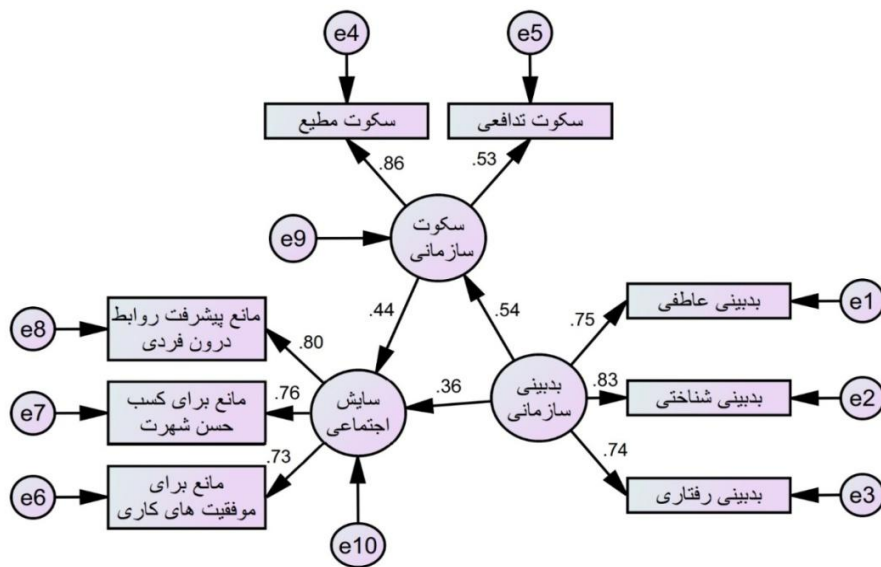 e4
e5
سکوت مطیع
سکوت تدافعی
.86
.53
e9
سکوت
سازمانی
e8
مانع پیشرفت روابط
درون فردی
.80
.44
.54
.75
بدبینی عاطفی
e1
e7
مانع برای کسب
حسن شهرت
.76
سایش
اجتماعی
.36
بدبینی
سازمانی
.83
بدبینی شناختی
e2
e6
مانع برای
موفقیت های کاری
.73
.74
بدبینی رفتاری
e3
e10